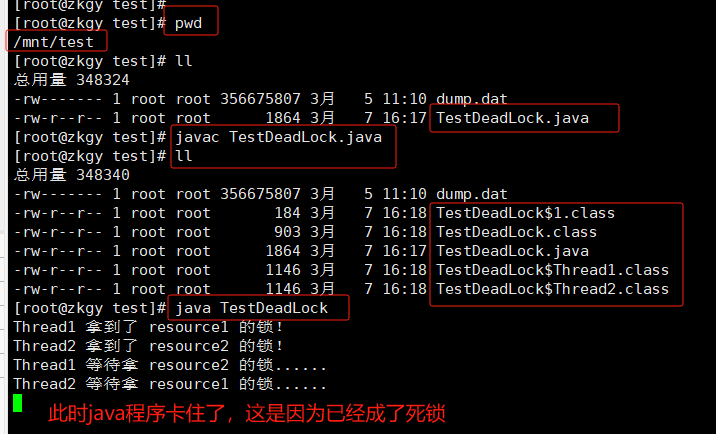 [root@zkgy test]#
[root@zkgy test]# pwd
/mnt/test
[root@zkgy test]# ll
总用量 348324
-rw------- 1 root root 356675807 3月   5 11:10 dump.dat
-rw-r--r-- 1 root root      1864 3月   7 16:17 TestDeadLock.java
[root@zkgy test]# javac TestDeadLock.java
[root@zkgy test]# ll
总用量 348340
-rw------- 1 root root 356675807 3月   5 11:10 dump.dat
-rw-r--r-- 1 root root       184 3月   7 16:18 TestDeadLock$1.class
-rw-r--r-- 1 root root       903 3月   7 16:18 TestDeadLock.class
-rw-r--r-- 1 root root      1864 3月   7 16:17 TestDeadLock.java
-rw-r--r-- 1 root root      1146 3月   7 16:18 TestDeadLock$Thread1.class
-rw-r--r-- 1 root root      1146 3月   7 16:18 TestDeadLock$Thread2.class
[root@zkgy test]# java TestDeadLock
Thread1 拿到了 resource1 的锁!
Thread2 拿到了 resource2 的锁!
Thread1 等待拿 resource2 的锁......
Thread2 等待拿 resource1 的锁......
此时java程序卡住了，这是因为已经成了死锁